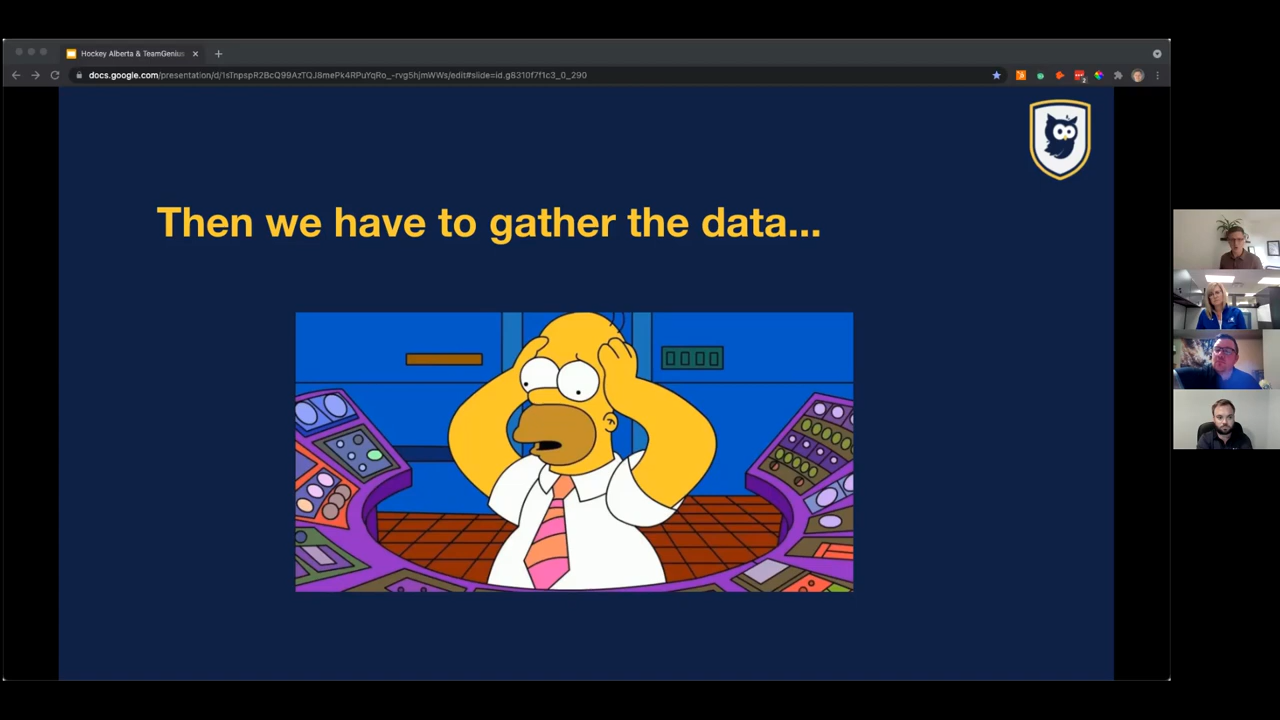 Hockey Alberta & TeamGenius
docs.google.com/presentation/d/1sTnpspR2BcQ99AzTQJ8mePk4RPuYqRo_-rvg5hjmWWs/edit#slide=id.g8310f7f1c3_0_290
Then we have to gather the data...